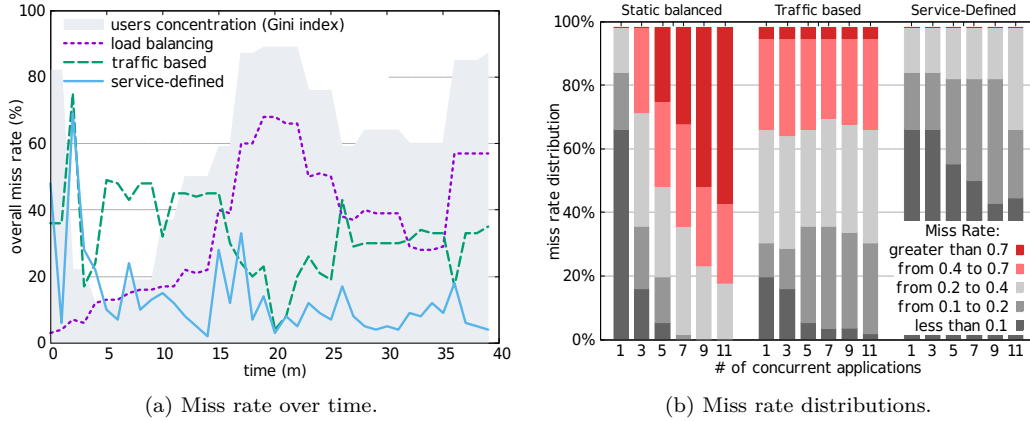 users concentration (Gini index)
load balancing
traffic based
service-defined
overall miss rate (%)
100
80
60
40
20
0
0 5 10 15 20 25 30 35 40
time (m)
(a) Miss rate over time.
Static balanced Traffic based Service-Defined
miss rate distribution
100%
80%
60%
40%
20%
0%
Miss Rate:
greater than 0.7
from 0.4 to 0.7
from 0.2 to 0.4
from 0.1 to 0.2
less than 0.1
1 3 5 7 9 11 1 3 5 7 9 11 1 3 5 7 9 11
# of concurrent applications
(b) Miss rate distributions.